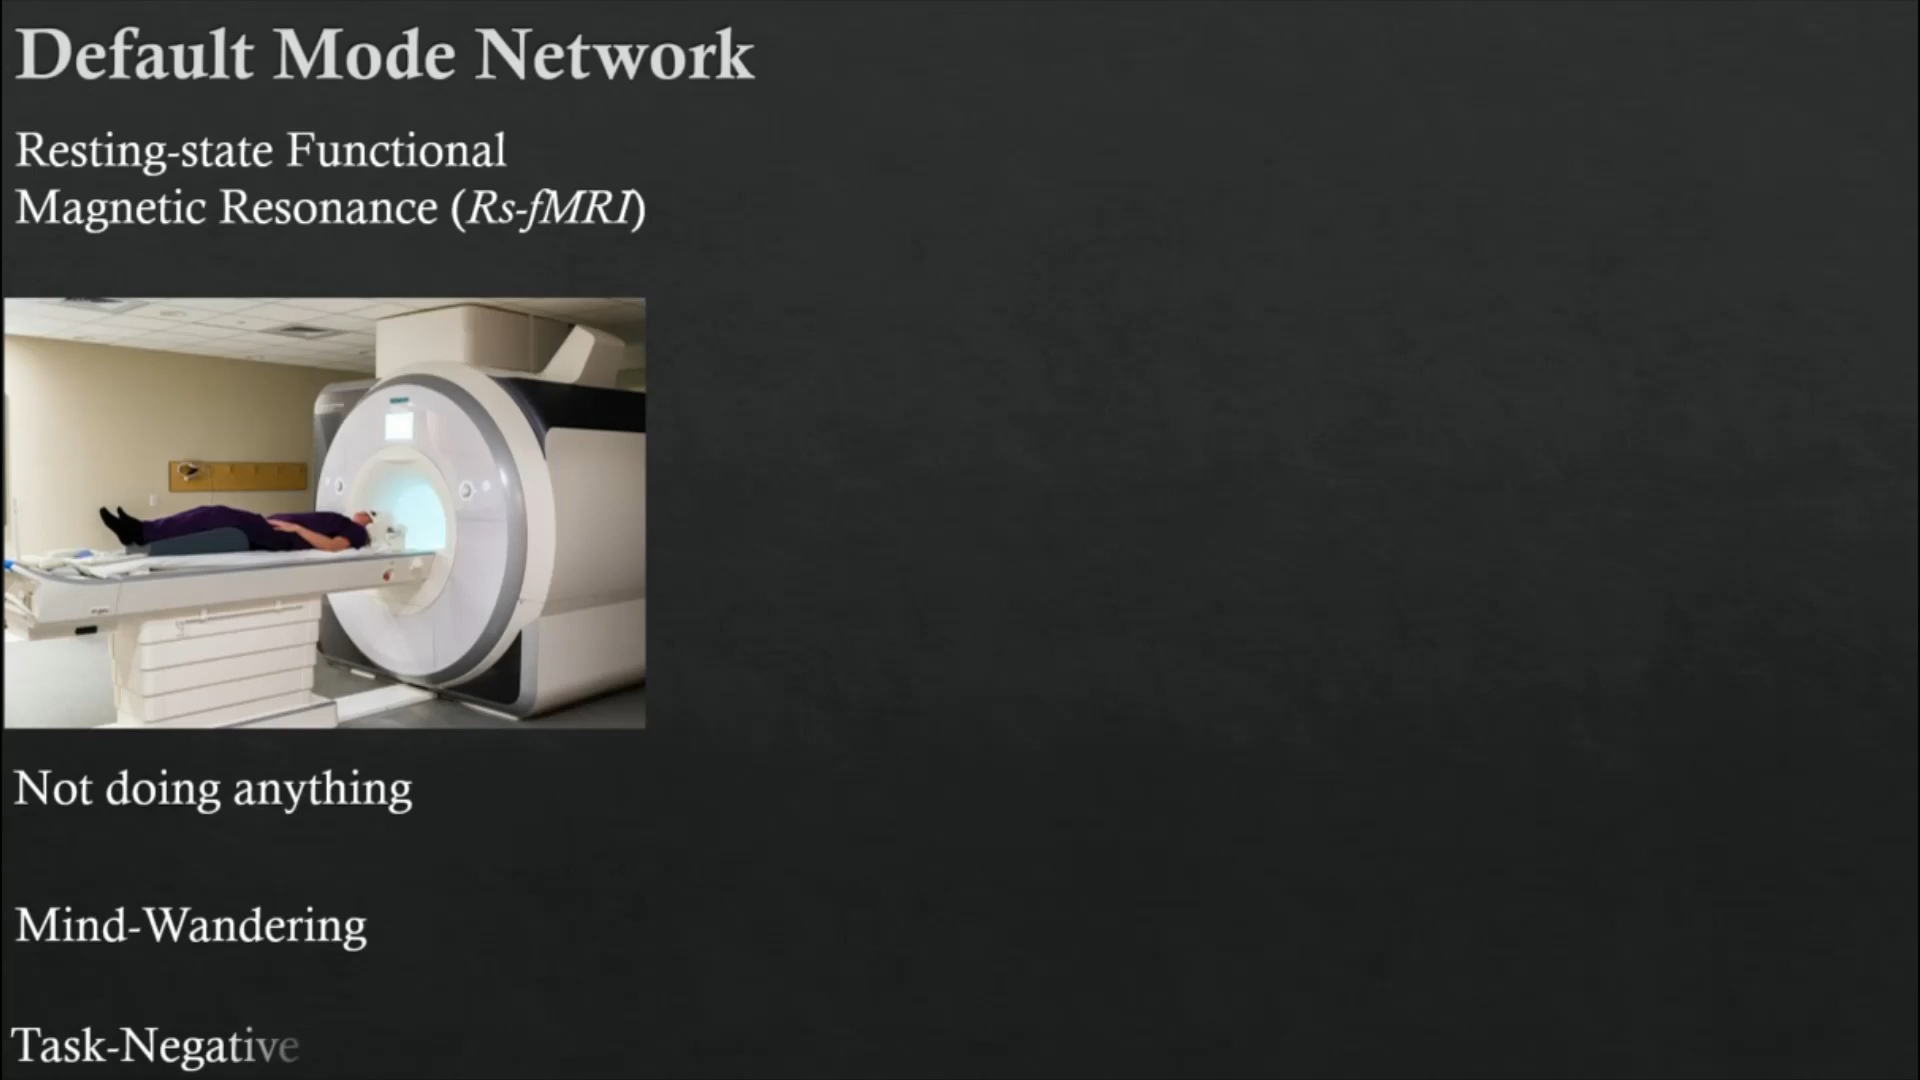 Default Mode Network
Resting-state Functional
Magnetic Resonance (Rs-fMRI)
Not doing anything
Mind-Wandering
Task-Negative